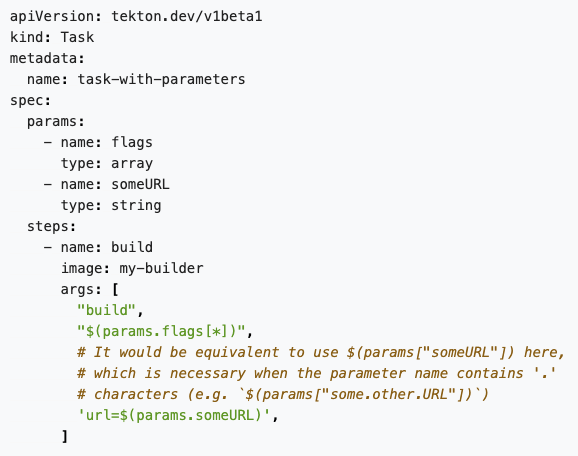 apiVersion: tekton.dev/v1beta1
kind: Task
metadata:
  name: task-with-parameters
spec:
  params:
    - name: flags
      type: array
    - name: someURL
      type: string
  steps:
    - name: build
      image: my-builder
      args: [
        "build",
        "$(params.flags[*])",
        # It would be equivalent to use $(params["someURL"]) here,
        # which is necessary when the parameter name contains '.'
        # characters (e.g. `$(params["some.other.URL"])`)
        'url=$(params.someURL)',
      ]